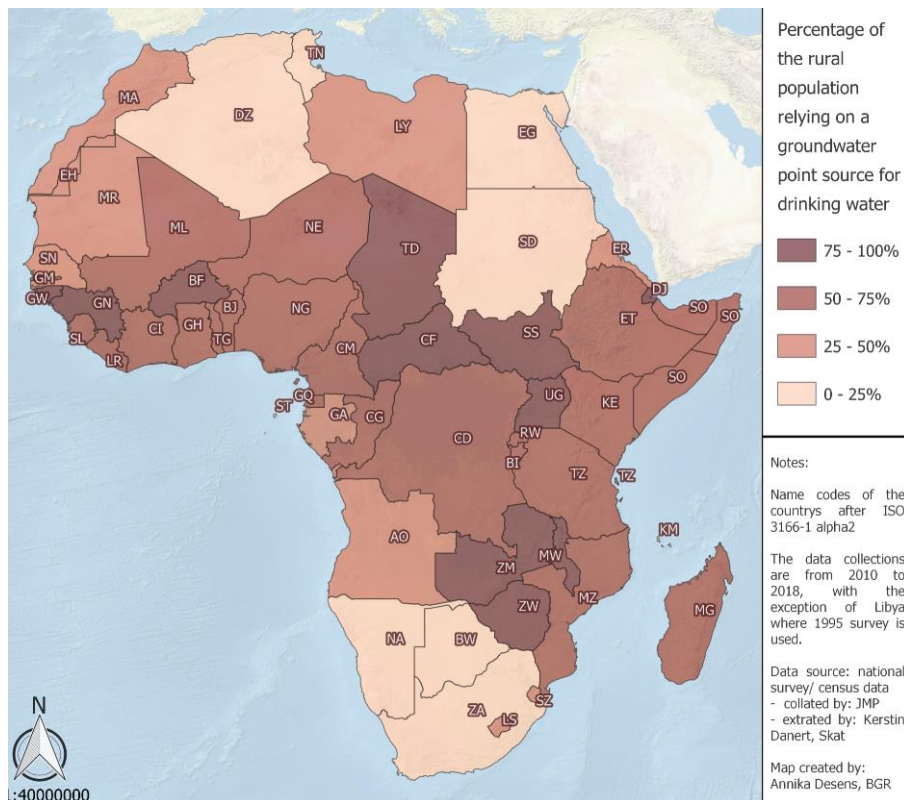 TN
MA
DZ
LY
EG
EH
MR
ML
NE
TD
SD
ER
SN
GM
GW
GN
BF
BJ
NG
DJ
SO
SO
SL
CI
GH
TG
LR
CM
CF
SS
ET
SO
GQ
ST
GA
CG
CD
UG
KE
RW
BI
TZ
TZ
AO
ZM
MW
KM
ZW
MZ
MG
NA
BW
ZA
LS
SZ
N
1:40000000
Percentage of
the rural
population
relying on a
groundwater
point source for
drinking water
75 - 100%
50 - 75%
25 - 50%
0 - 25%
Notes:
Name codes of the
countrys after ISO
3166-1 alpha2
The data collections
are from 2010 to
2018, with the
exception of Libya
where 1995 survey is
used.
Data source: national
survey/ census data
- collated by: JMP
- extrated by: Kerstin
Danert, Skat
Map created by:
Annika Desens, BGR